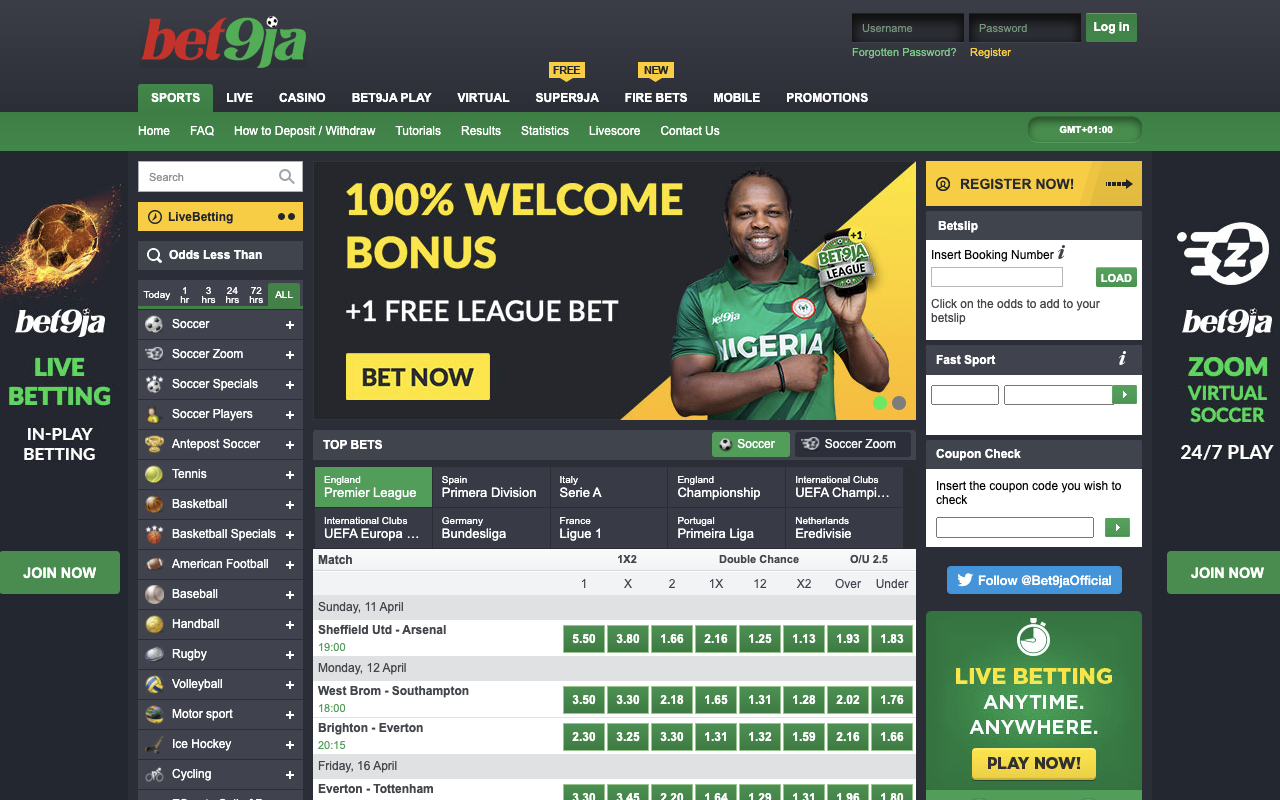 bet9ja
Username
Password
Log in
Forgotten Password?
Register
FREE
NEW
SPORTS
LIVE
CASINO
BET9JA PLAY
VIRTUAL
SUPER9JA
FIRE BETS
MOBILE
PROMOTIONS
Home
FAQ
How to Deposit / Withdraw
Tutorials
Results
Statistics
Livescore
Contact Us
GMT+01:00
bet9ja
LIVE
BETTING
IN-PLAY
BETTING
JOIN NOW
Search
LiveBetting
Odds Less Than
Today
1 hr
3 hrs
24 hrs
72 hrs
ALL
Soccer +
Soccer Zoom +
Soccer Specials +
Soccer Players +
Antepost Soccer +
Tennis +
Basketball +
Basketball Specials +
American Football +
Baseball +
Handball +
Rugby +
Volleyball +
Motor sport +
Ice Hockey +
Cycling +
100% WELCOME
BONUS
+1 FREE LEAGUE BET
BET NOW
+1
BET9JA
LEAGUE
bet9ja
NIGERIA
TOP BETS
Soccer
Soccer Zoom
England
Premier League
Spain
Primera Division
Italy
Serie A
England
Championship
International Clubs
UEFA Champi…
International Clubs
UEFA Europa …
Germany
Bundesliga
France
Ligue 1
Portugal
Primeira Liga
Netherlands
Eredivisie
Match 1X2 Double Chance O/U 2.5
1 X 2 1X 12 X2 Over Under
Sunday, 11 April
Sheffield Utd - Arsenal
19:00
5.50 3.80 1.66 2.16 1.25 1.13 1.93 1.83
Monday, 12 April
West Brom - Southampton
18:00
3.50 3.30 2.18 1.65 1.31 1.28 2.02 1.76
Brighton - Everton
20:15
2.30 3.25 3.30 1.31 1.32 1.59 2.16 1.66
Friday, 16 April
Everton - Tottenham
3.30 3.45 2.20 1.64 1.29 1.31 1.96 1.80
REGISTER NOW!
Betslip
Insert Booking Number i
LOAD
Click on the odds to add to your
betslip
Fast Sport i
Coupon Check
Insert the coupon code you wish to
check
Follow @Bet9jaOfficial
LIVE BETTING
ANYTIME.
ANYWHERE.
PLAY NOW!
Z
bet9ja
ZOOM
VIRTUAL
SOCCER
24/7 PLAY
JOIN NOW